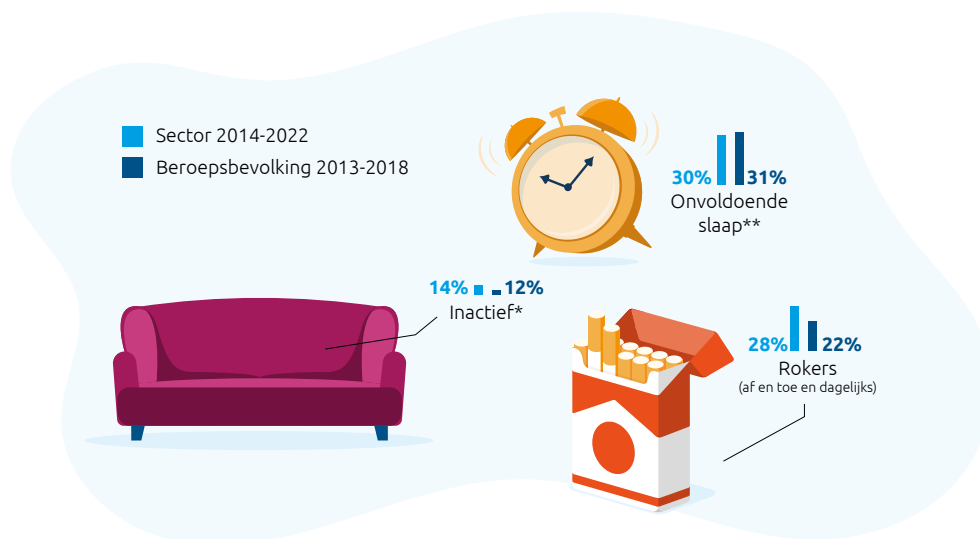 Sector 2014-2022
Beroepsbevolking 2013-2018
30% 31%
Onvoldoende
slaap**
14% 12%
Inactief*
28% 22%
Rokers
(af en toe en dagelijks)